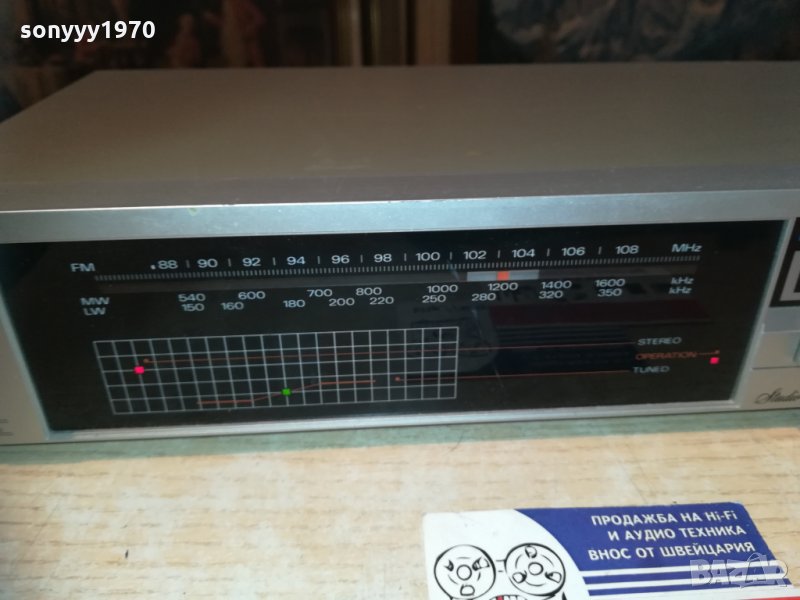 sonyyy1970
FM 88 90 92 94 96 98 100 102 104 106 108 MHz
MW 540 600 700 800 1000 1200 1400 1600 kHz
LW 150 160 180 200 220 250 280 320 350 kHz
STEREO
OPERATION
TUNED
ПРОДАЖБА НА Hi-Fi
И АУДИО ТЕХНИКА
ВНОС ОТ ШВЕЙЦАРИЯ
BAZAR